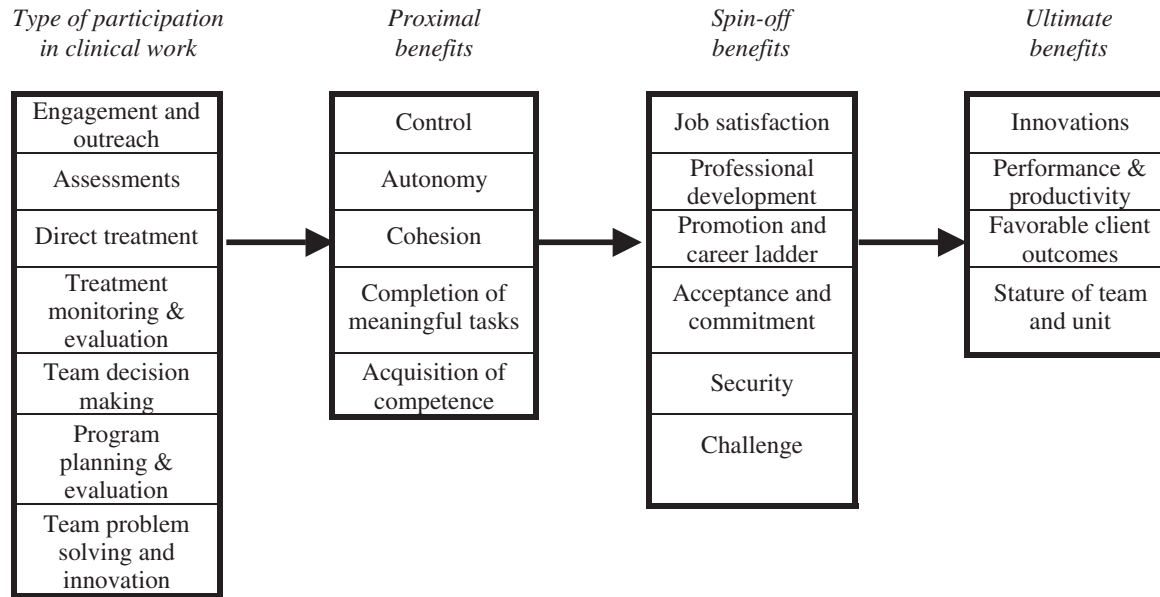 Type of participation
in clinical work
Proximal
benefits
Spin-off
benefits
Ultimate
benefits
Engagement and
outreach
Assessments
Direct treatment
Treatment
monitoring &
evaluation
Team decision
making
Program
planning &
evaluation
Team problem
solving and
innovation
Control
Autonomy
Cohesion
Completion of
meaningful tasks
Acquisition of
competence
Job satisfaction
Professional
development
Promotion and
career ladder
Acceptance and
commitment
Security
Challenge
Innovations
Performance &
productivity
Favorable client
outcomes
Stature of team
and unit